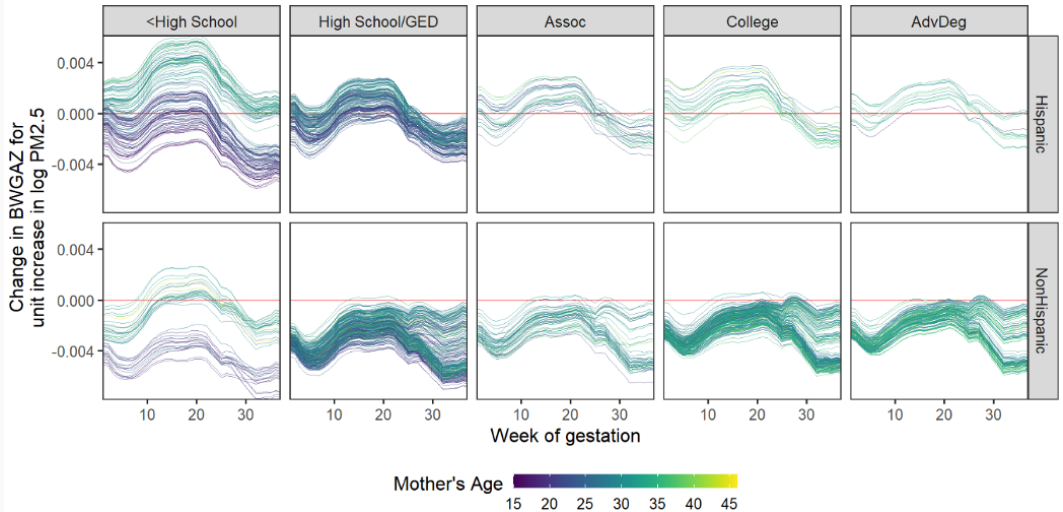 <High School
High School/GED
Assoc
College
AdvDeg
Change in BWGAZ for
unit increase in log PM2.5
0.004
0.000
-0.004
Hispanic
0.004
0.000
-0.004
NonHispanic
10 20 30 10 20 30 10 20 30 10 20 30 10 20 30
Week of gestation
Mother's Age
15 20 25 30 35 40 45